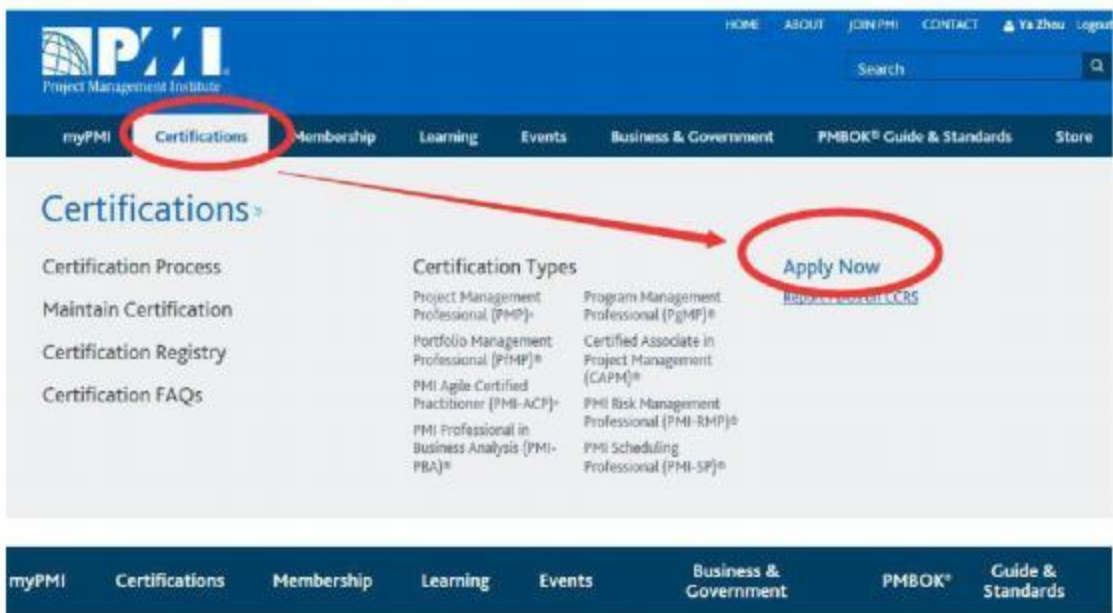 HOME ABOUT JOIN PMI CONTACT Ya Zhou Logout
PMI
Project Management Institute
Search
myPMI Certifications Membership Learning Events Business & Government PMBOK® Guide & Standards Store
Certifications »
Certification Process
Maintain Certification
Certification Registry
Certification FAQs
Certification Types
Project Management
Professional (PMP)®
Portfolio Management
Professional (PfMP)®
PMI Agile Certified
Practitioner (PMI-ACP)®
PMI Professional in
Business Analysis (PMI-
PBA)®
Program Management
Professional (PgMP)®
Certified Associate in
Project Management
(CAPM)®
PMI Risk Management
Professional (PMI-RMP)®
PMI Scheduling
Professional (PMI-SP)®
Apply Now
Report PDUs on CCRS
myPMI Certifications Membership Learning Events Business & Government PMBOK® Guide & Standards